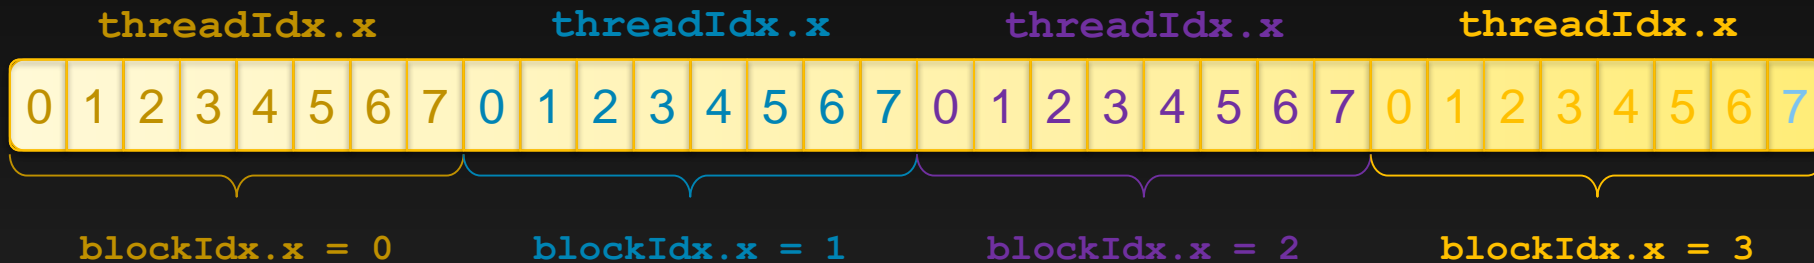 threadIdx.x threadIdx.x threadIdx.x threadIdx.x
0 1 2 3 4 5 6 7 0 1 2 3 4 5 6 7 0 1 2 3 4 5 6 7 0 1 2 3 4 5 6 7
blockIdx.x = 0 blockIdx.x = 1 blockIdx.x = 2 blockIdx.x = 3